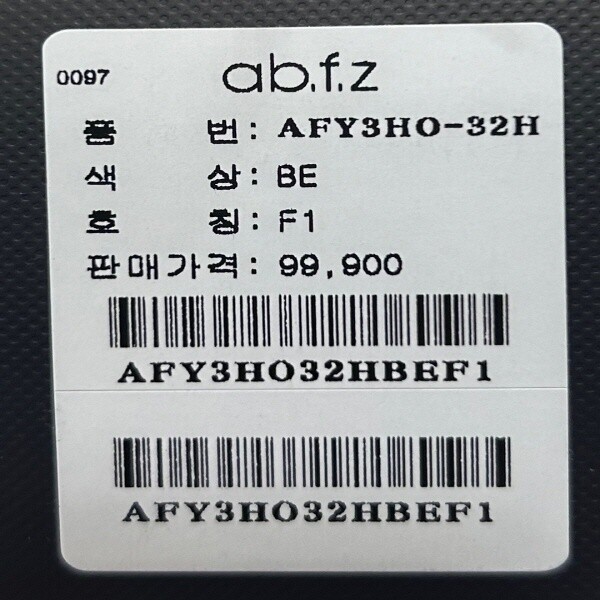 0097
ab.f.z
품 번: AFY3HO-32H
색 상: BE
호 칭: F1
판매가격: 99,900
AFY3HO32HBEF1
AFY3HO32HBEF1